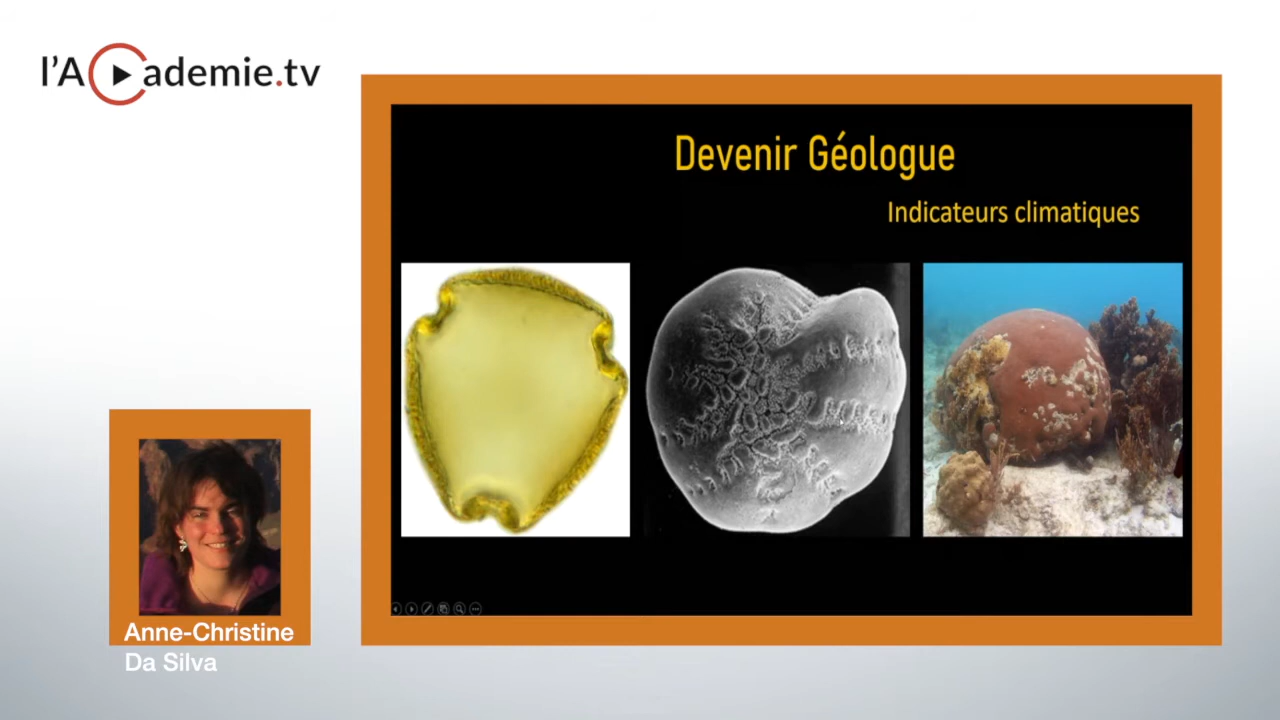 l'Academie.tv
Devenir Géologue
Indicateurs climatiques
Anne-Christine
Da Silva